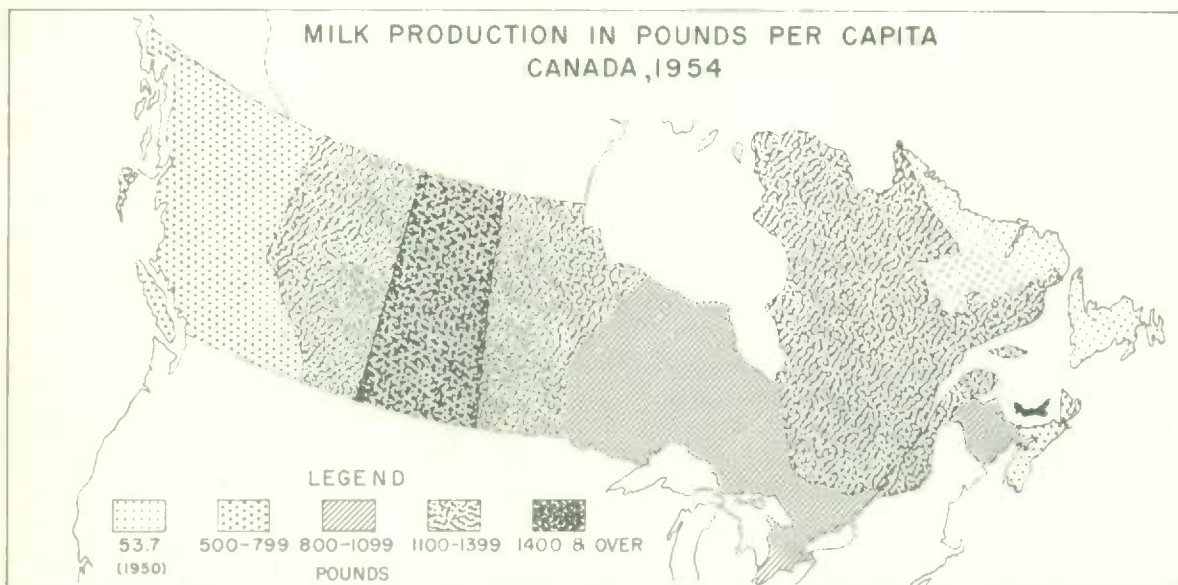 MILK PRODUCTION IN POUNDS PER CAPITA
CANADA, 1954
LEGEND
53.7 500-799 800-1099 1100-1399 1400 & OVER
(1950) POUNDS